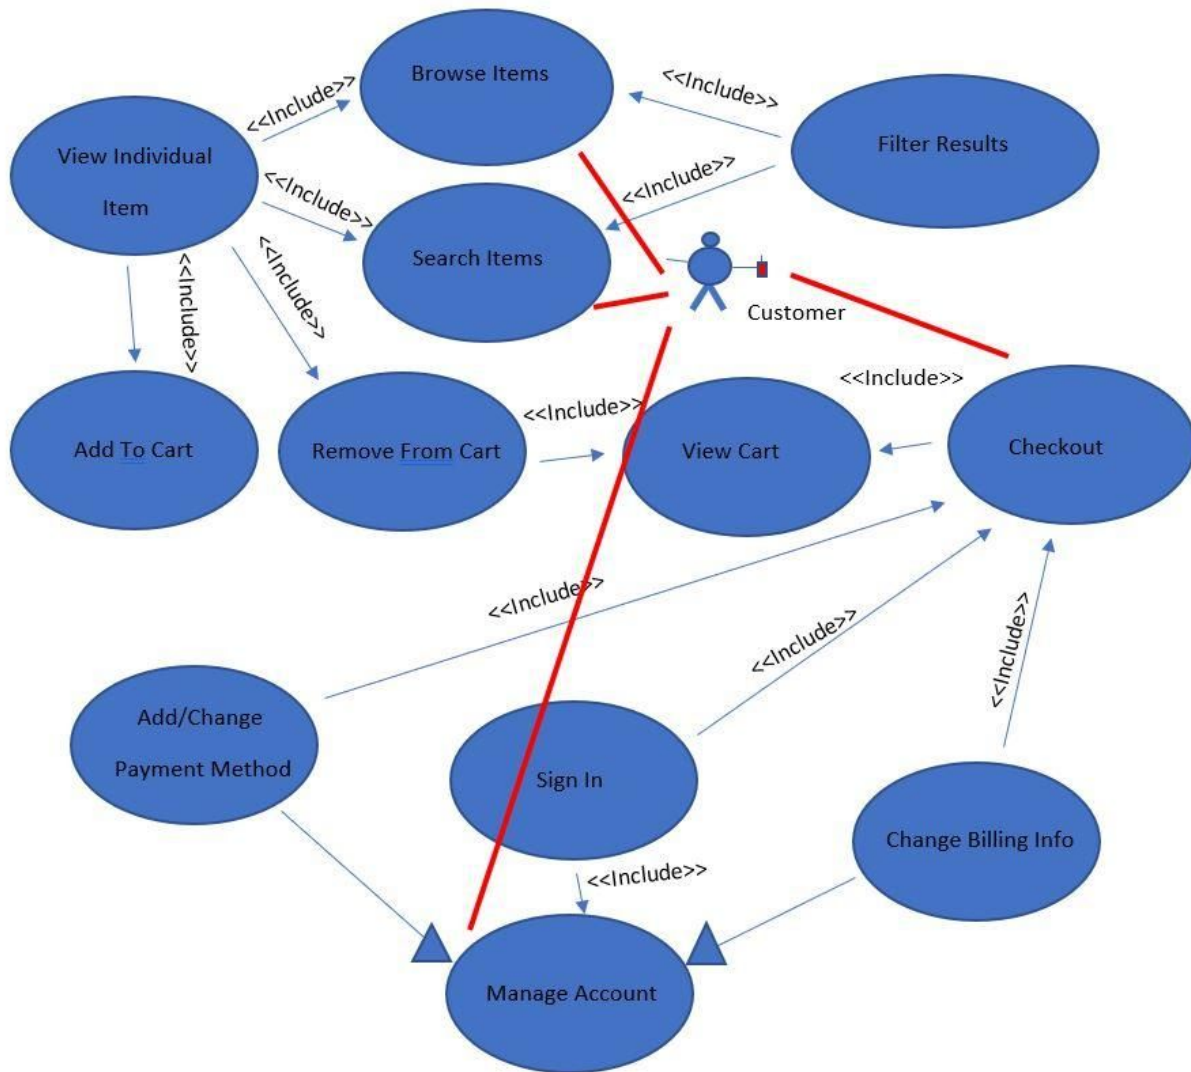 Browse Items
<<Include>>
<<Include>>
View Individual
Item
Filter Results
<<Include>>
<<Include>>
Search Items
<<Include>>
<<Include>>
Customer
<<Include>>
<<Include>>
Add To Cart
Remove From Cart
View Cart
Checkout
<<Include>>
<<Include>>
<<Include>>
Add/Change
Payment Method
Sign In
Change Billing Info
<<Include>>
Manage Account